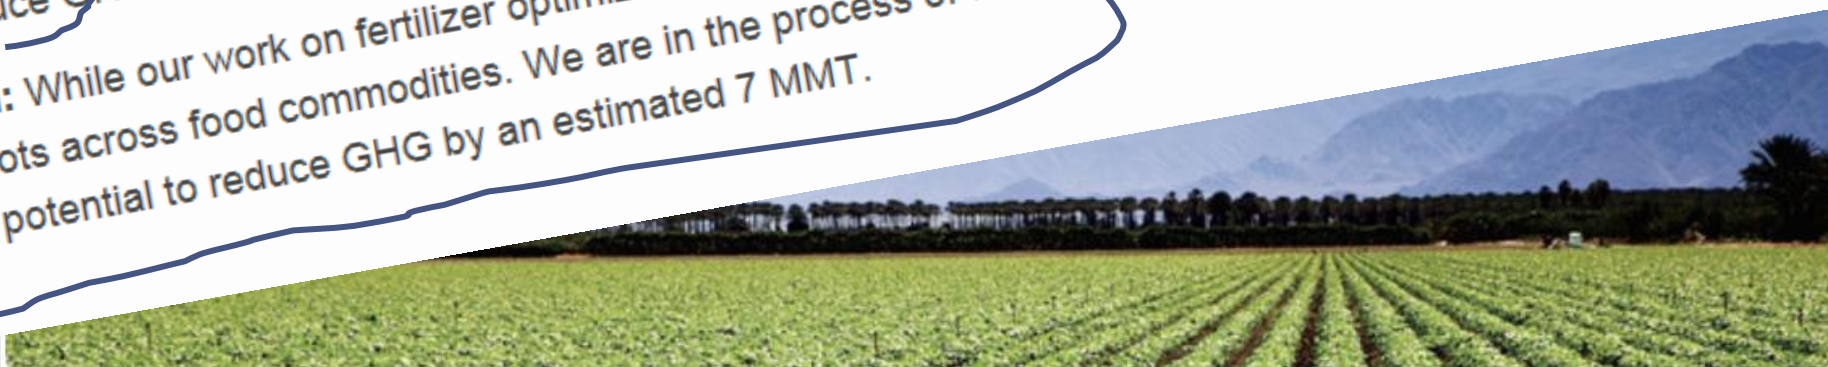 : While our work on fertilizer
ots across food commodities. We are in the process
potential to reduce GHG by an estimated 7 MMT.